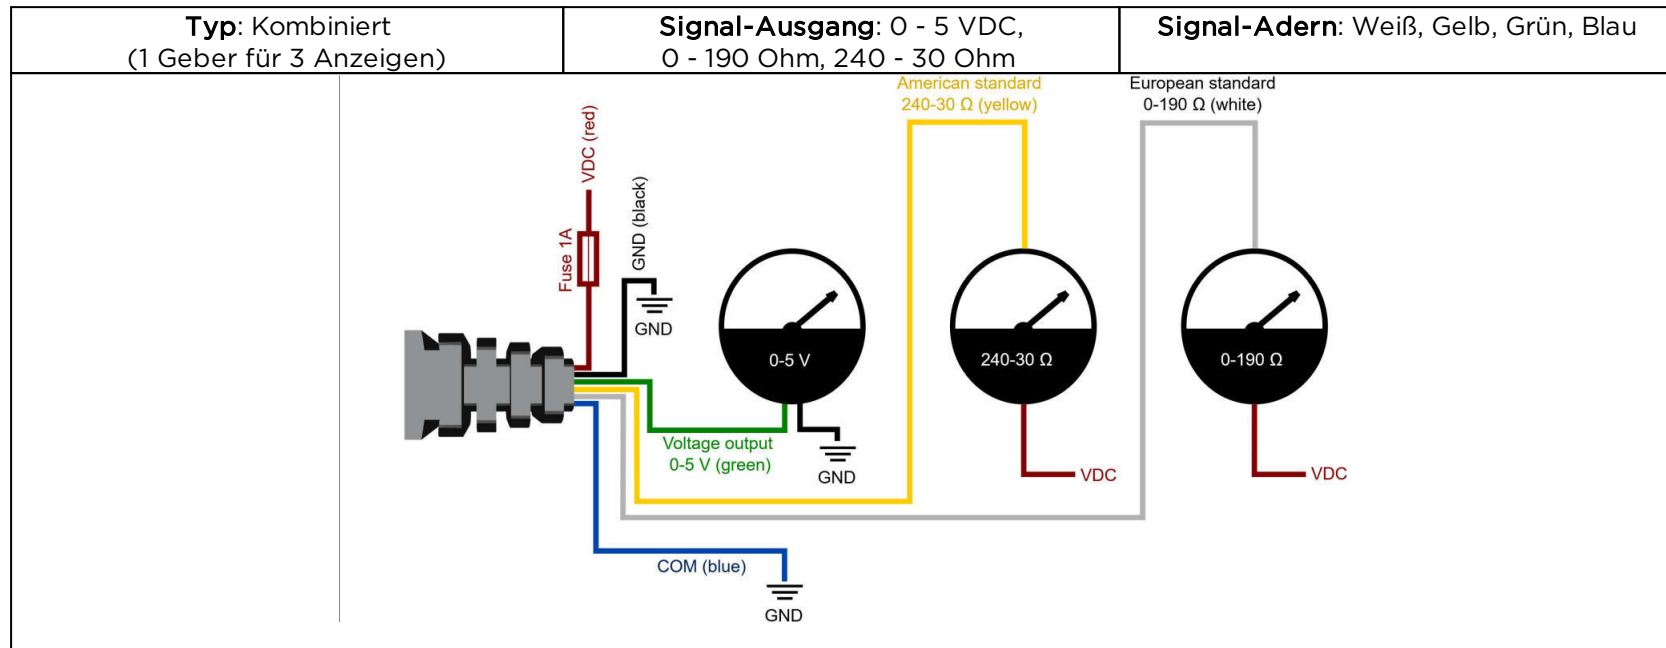 Typ: Kombiniert
(1 Geber für 3 Anzeigen)
Signal-Ausgang: 0 - 5 VDC,
0 - 190 Ohm, 240 - 30 Ohm
Signal-Adern: Weiß, Gelb, Grün, Blau
American standard
240-30 Ω (yellow)
European standard
0-190 Ω (white)
VDC (red)
Fuse 1A
GND (black)
GND
0-5 V
240-30 Ω
0-190 Ω
Voltage output
0-5 V (green)
GND
VDC
VDC
COM (blue)
GND